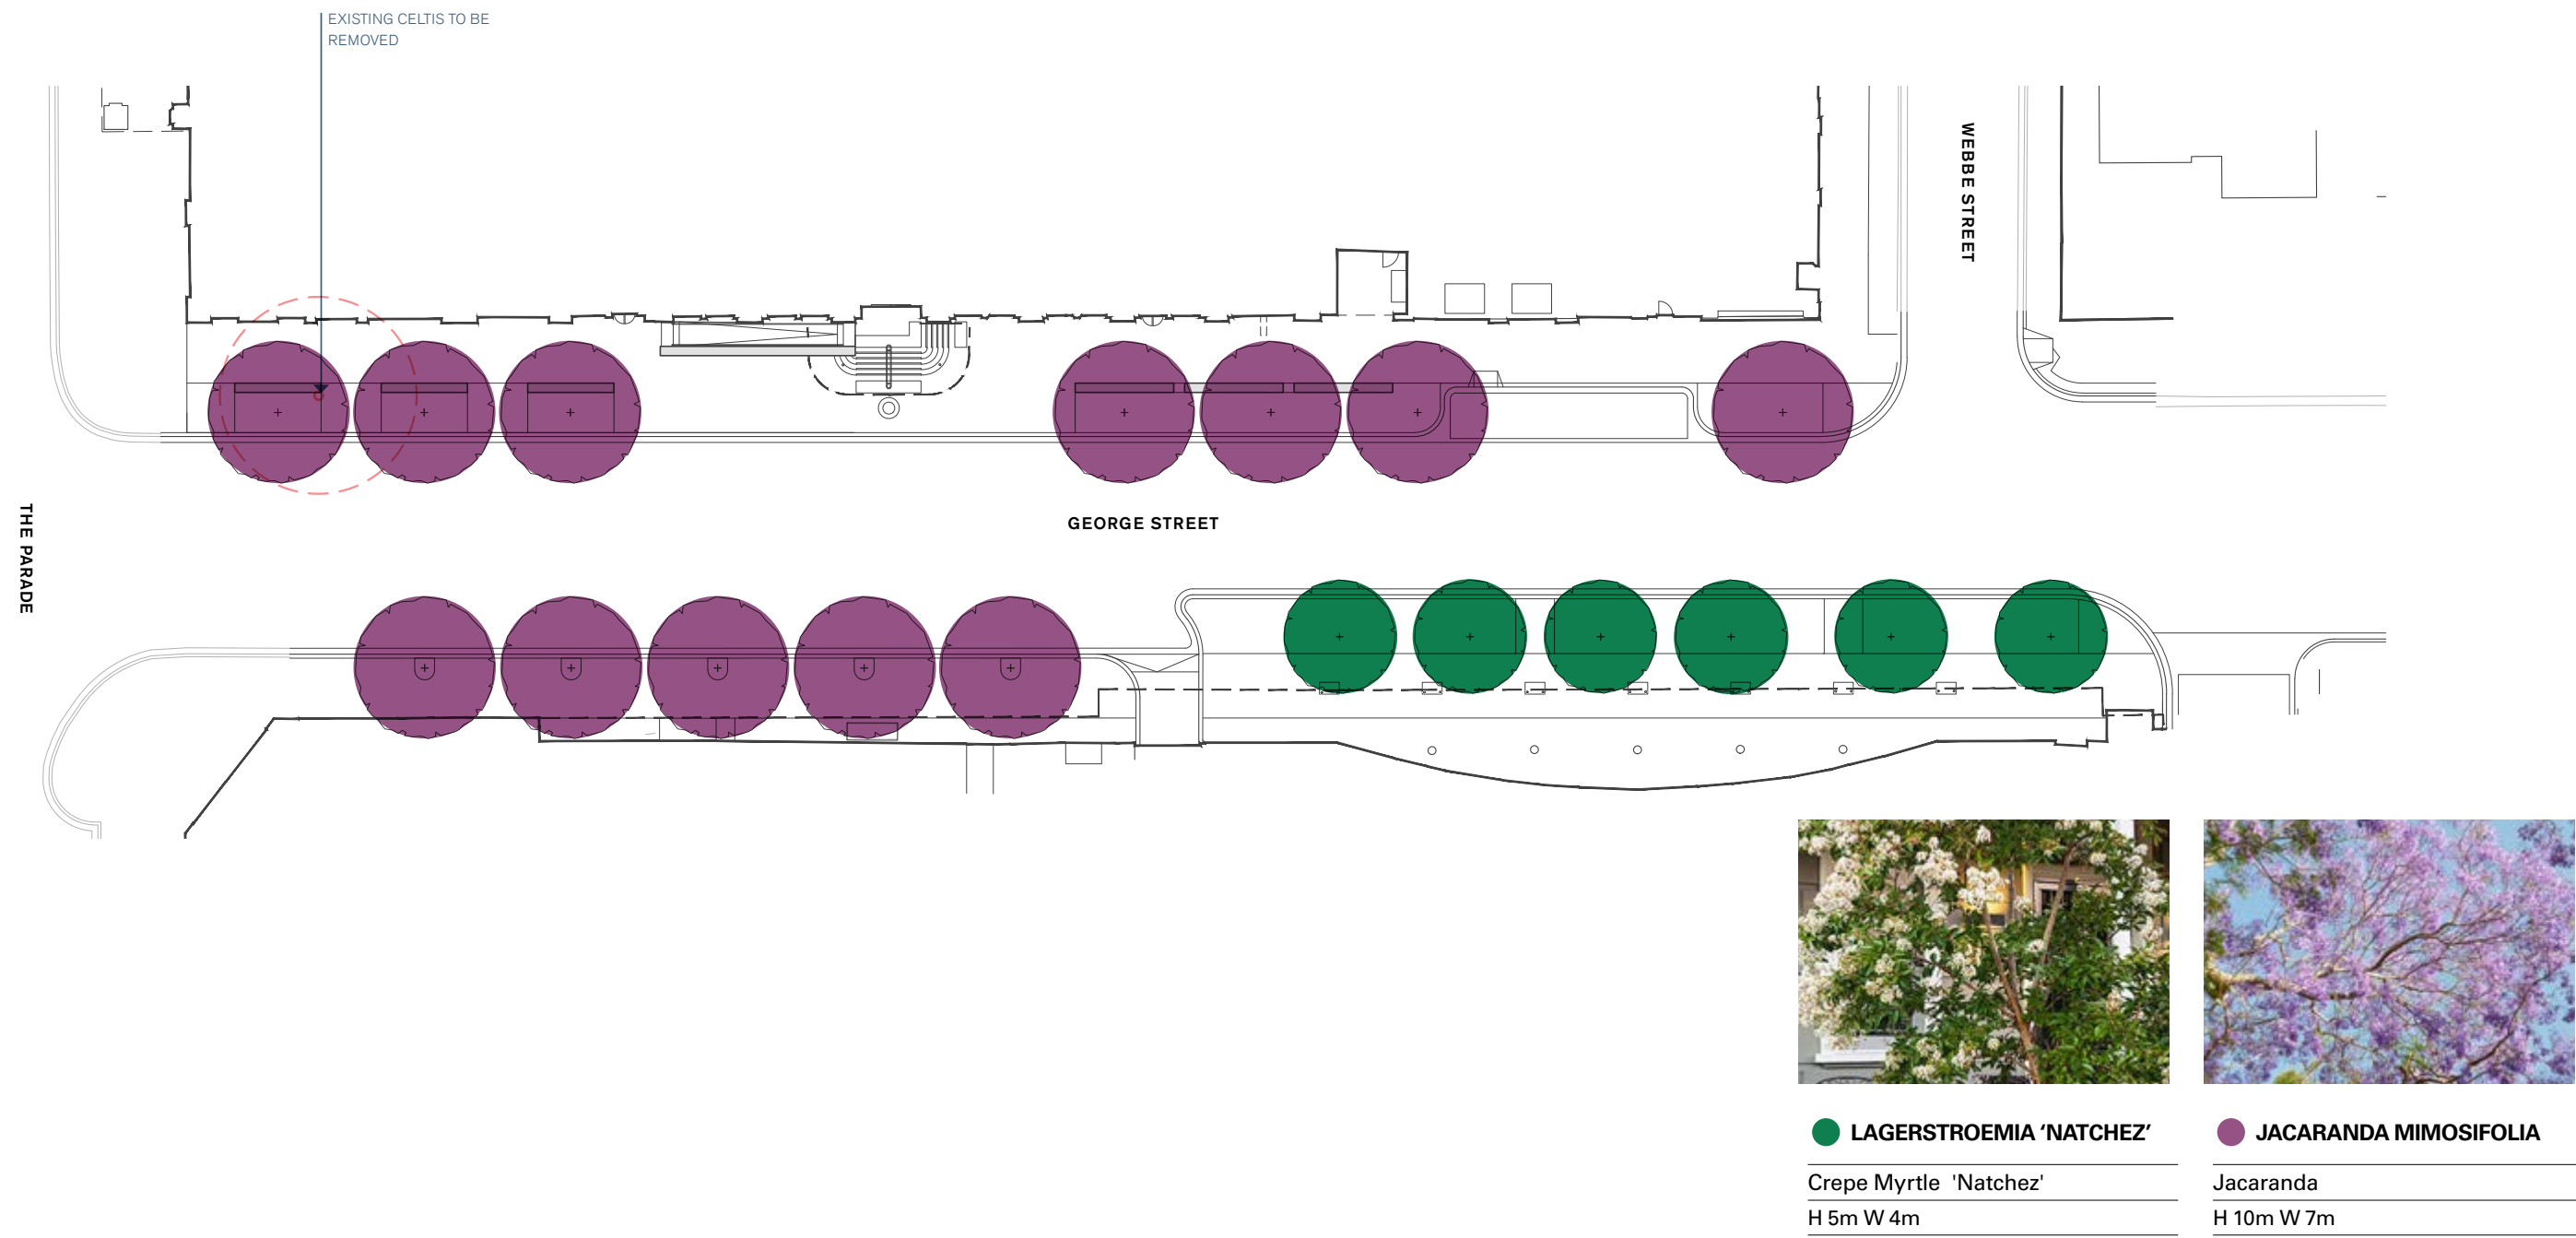 EXISTING CELTIS TO BE
REMOVED
WEBBE STREET
THE PARADE
GEORGE STREET
LAGERSTROEMIA ‘NATCHEZ’
Crepe Myrtle 'Natchez'
H 5m W 4m
JACARANDA MIMOSIFOLIA
Jacaranda
H 10m W 7m